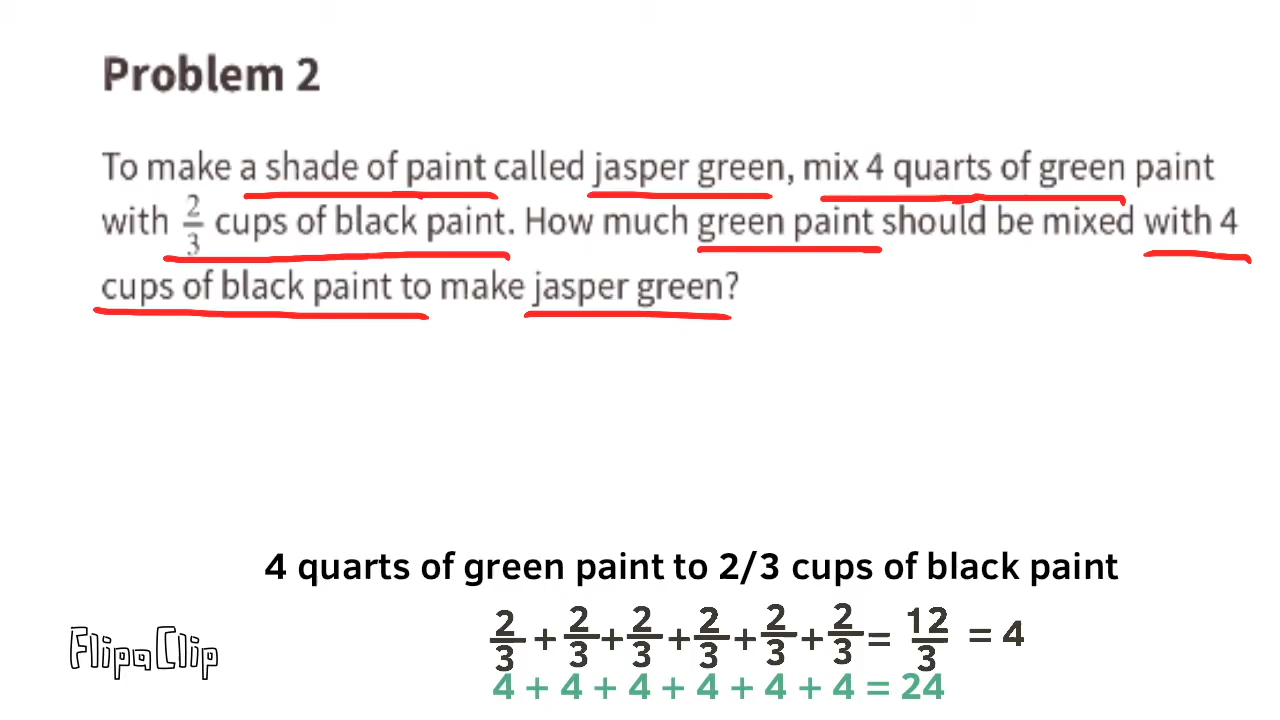 Problem 2
To make a shade of paint called jasper green, mix 4 quarts of green paint
with 2/3 cups of black paint. How much green paint should be mixed with 4
cups of black paint to make jasper green?
4 quarts of green paint to 2/3 cups of black paint
2/3 + 2/3 + 2/3 + 2/3 + 2/3 + 2/3 = 12/3 = 4
4 + 4 + 4 + 4 + 4 + 4 = 24
FlipaClip